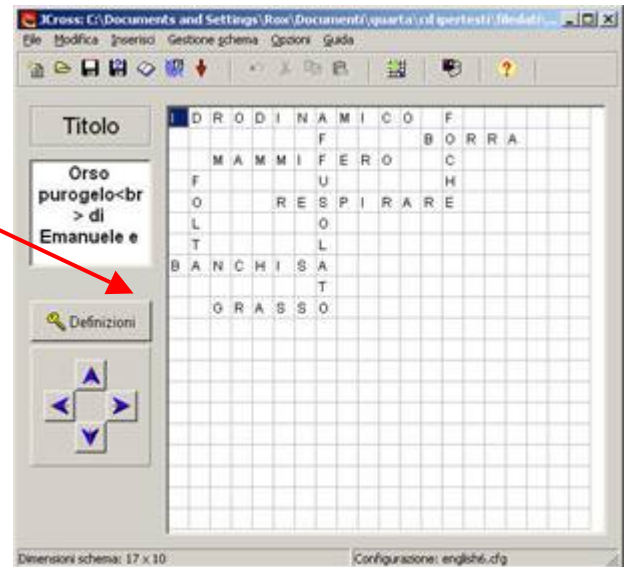 JCross: C:\Documents and Settings\Rox\Documenti\quarta\cd ipertesti\filedati\...
File Modifica Inserisci Gestione schema Opzioni Guida
Titolo
Orso
purogelo<br
> di
Emanuele e
Definizioni
I D R O D I N A M I C O F
F B O R R A
M A M M I F E R O C
F U H
O R E S P I R A R E
L O
T L
B A N C H I S A
T
G R A S S O
Dimensioni schema: 17 x 10
Configurazione: english6.cfg